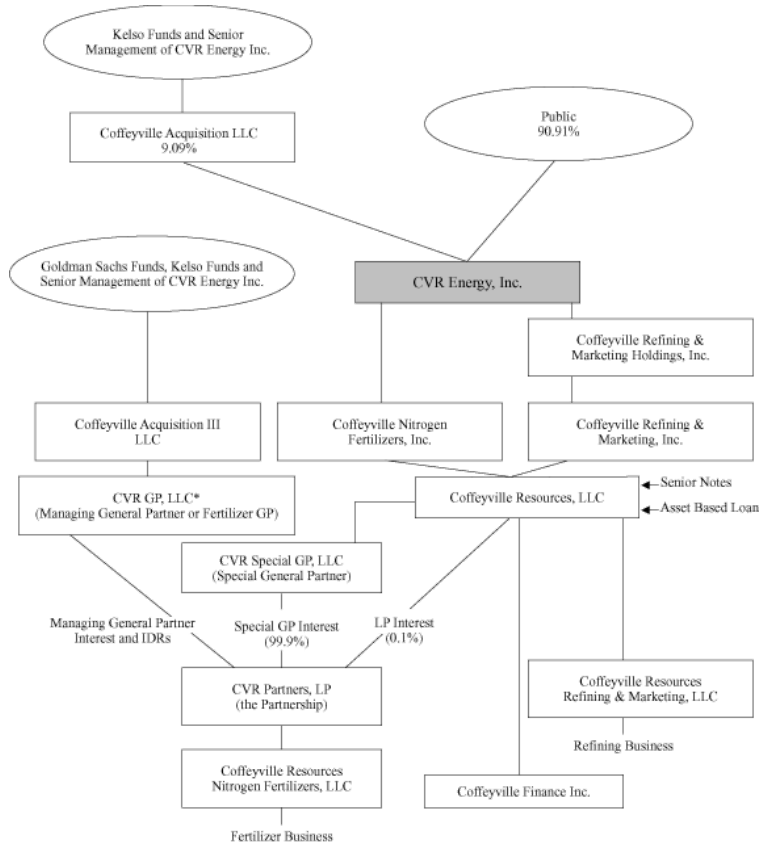 Kelso Funds and Senior
Management of CVR Energy Inc.
Coffeyville Acquisition LLC
9.09%
Public
90.91%
Goldman Sachs Funds, Kelso Funds and
Senior Management of CVR Energy Inc.
CVR Energy, Inc.
Coffeyville Refining &
Marketing Holdings, Inc.
Coffeyville Acquisition III
LLC
Coffeyville Nitrogen
Fertilizers, Inc.
Coffeyville Refining &
Marketing, Inc.
CVR GP, LLC*
(Managing General Partner or Fertilizer GP)
Coffeyville Resources, LLC
Senior Notes
Asset Based Loan
CVR Special GP, LLC
(Special General Partner)
Managing General Partner
Interest and IDRs
Special GP Interest
(99.9%)
LP Interest
(0.1%)
CVR Partners, LP
(the Partnership)
Coffeyville Resources
Refining & Marketing, LLC
Refining Business
Coffeyville Resources
Nitrogen Fertilizers, LLC
Coffeyville Finance Inc.
Fertilizer Business